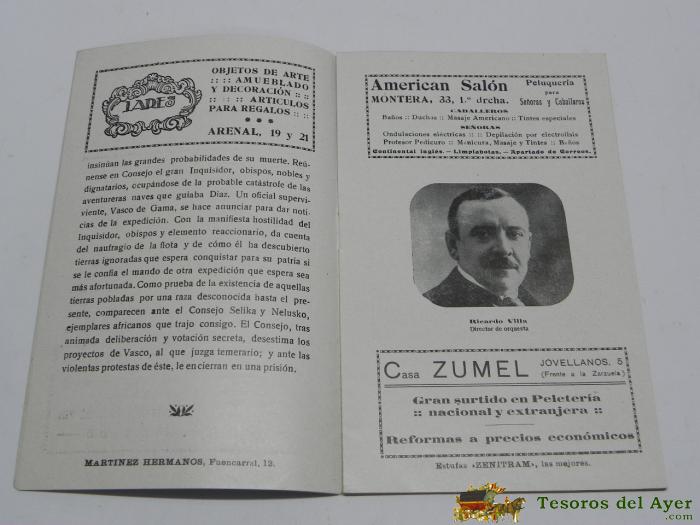 LARES
OBJETOS DE ARTE
:: :: AMUEBLADO
Y DECORACIÓN :: ::
:: :: :: ARTICULOS
PARA REGALOS :: ::
ARENAL, 19 y 21
insinúan las grandes probabilidades de su muerte. Reú-
nense en Consejo el gran Inquisidor, obispos, nobles y
dignatarios, ocupándose de la probable catástrofe de las
aventureras naves que guiaba Díaz. Un oficial supervi-
viente, Vasco de Gama, se hace anunciar para dar noti-
cias de la expedición. Con la manifiesta hostilidad del
Inquisidor, obispos y elemento reaccionario, da cuenta
del naufragio de la flota y de cómo él ha descubierto
tierras ignoradas que espera conquistar para su patria si
se le confía el mando de otra expedición que espera sea
más afortunada. Como prueba de la existencia de aquellas
tierras pobladas por una raza desconocida hasta el pre-
sente, comparecen ante el Consejo Selika y Nelusko,
ejemplares africanos que trajo consigo. El Consejo, tras
animada deliberación y votación secreta, desestima los
proyectos de Vasco, al que juzga temerario; y ante las
violentas protestas de éste, le encierran en una prisión.
MARTINEZ HERMANOS, Fuencarral, 12.
American Salón
MONTERA, 33, 1.º drcha.
Peluquería
para
Señoras y Caballeros
CABALLEROS
Baños :: Duchas :: Masaje Americano :: Tintes especiales
SEÑORAS
Ondulaciones eléctricas :: :: Depilación por electrolisis
Profesor Pedicuro :: Manicura, Masaje y Tintes :: Baños
Continental Inglés. — Limpiabotas. — Apartado de Correos.
Ricardo Villa
Director de orquesta
Casa ZUMEL
JOVELLANOS, 5
(Frente a la Zarzuela)
Gran surtido en Peletería
:: nacional y extranjera ::
Reformas a precios económicos
Estufas «ZENITRAM», las mejores.
Tesoros del Ayer
.com